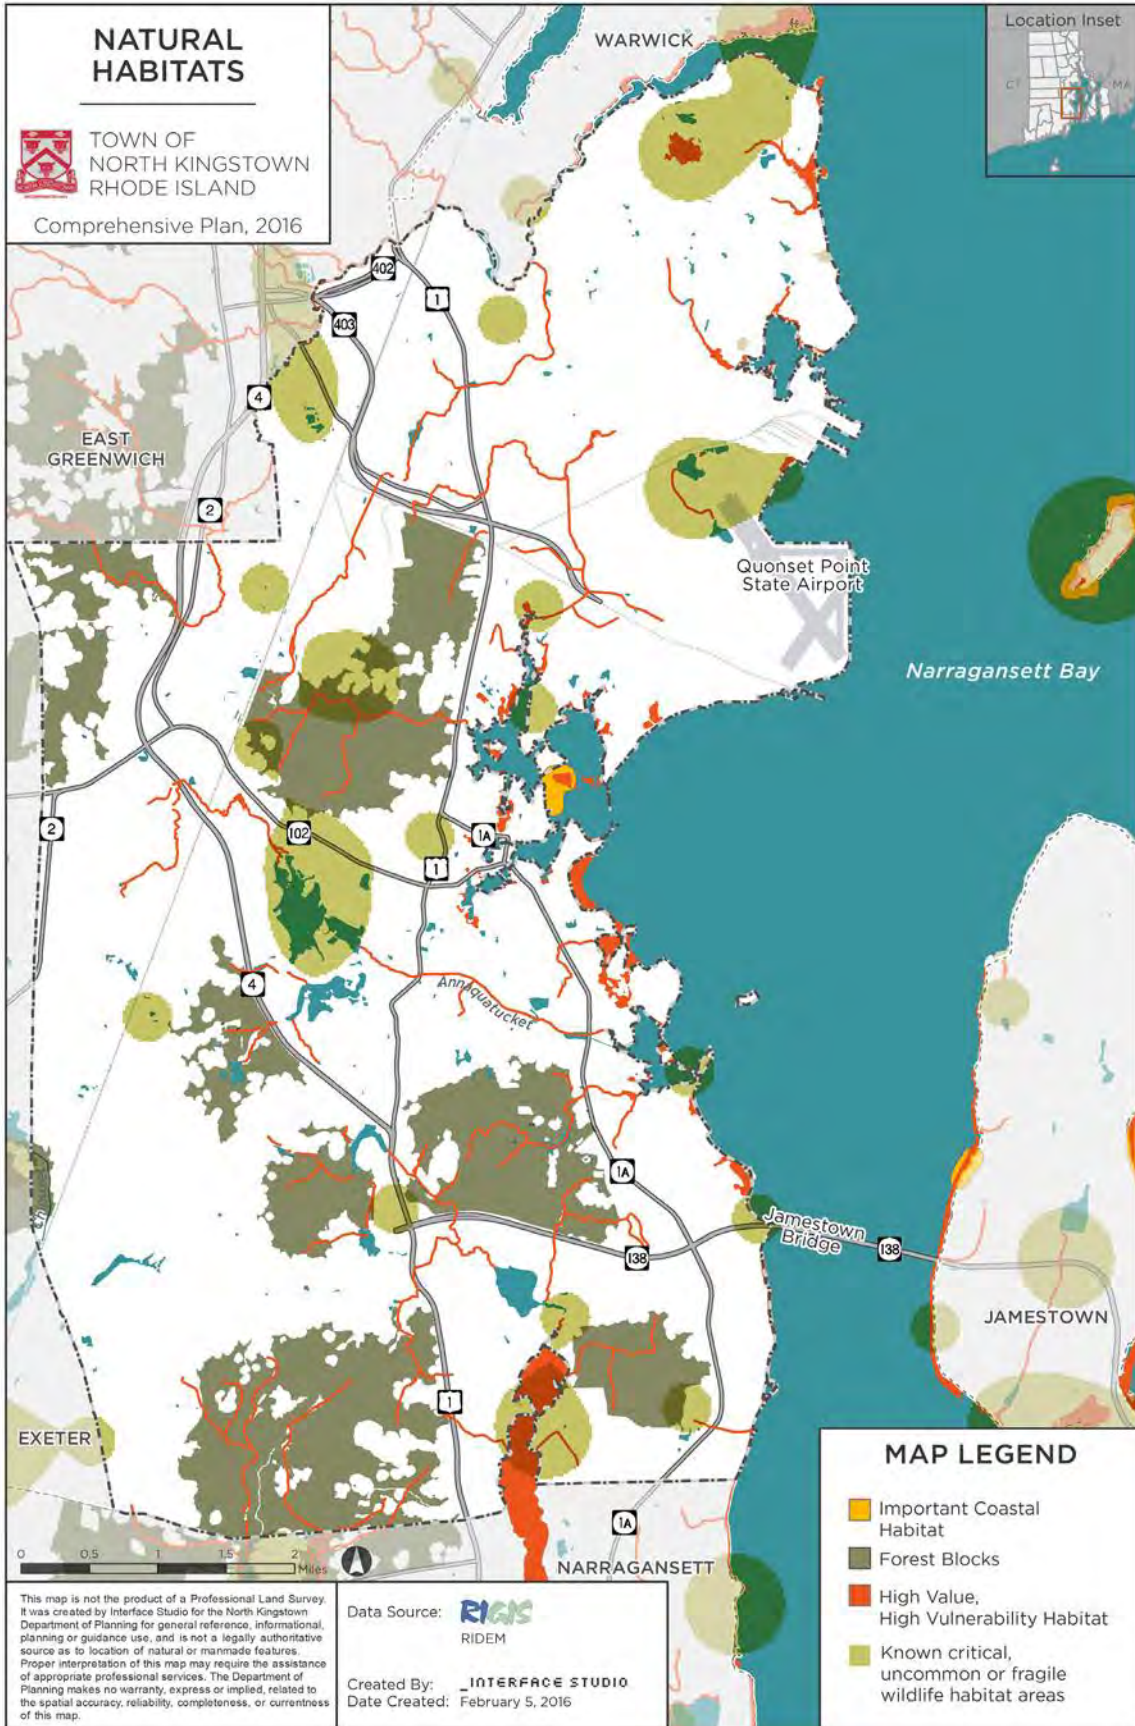 NATURAL
HABITATS
TOWN OF
NORTH KINGSTOWN
RHODE ISLAND
Comprehensive Plan, 2016
WARWICK
Location Inset
CT
MA
402
1
403
4
EAST
GREENWICH
2
Quonset Point
State Airport
Narragansett Bay
2
102
1A
1
4
Annaquatucket
1A
Jamestown
Bridge
138
138
JAMESTOWN
1
EXETER
1A
NARRAGANSETT
0 0.5 1 1.5 2
Miles
MAP LEGEND
Important Coastal
Habitat
Forest Blocks
High Value,
High Vulnerability Habitat
Known critical,
uncommon or fragile
wildlife habitat areas
This map is not the product of a Professional Land Survey.
It was created by Interface Studio for the North Kingstown
Department of Planning for general reference, informational,
planning or guidance use, and is not a legally authoritative
source as to location of natural or manmade features.
Proper interpretation of this map may require the assistance
of appropriate professional services. The Department of
Planning makes no warranty, express or implied, related to
the spatial accuracy, reliability, completeness, or currentness
of this map.
Data Source: RIGIS
RIDEM
Created By: _INTERFACE STUDIO
Date Created: February 5, 2016